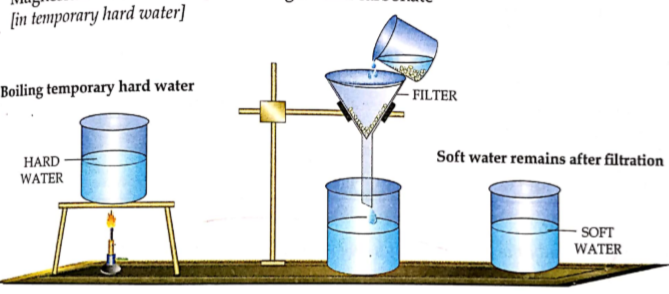 [in temporary hard water]
Boiling temporary hard water
FILTER
HARD
WATER
Soft water remains after filtration
SOFT
WATER